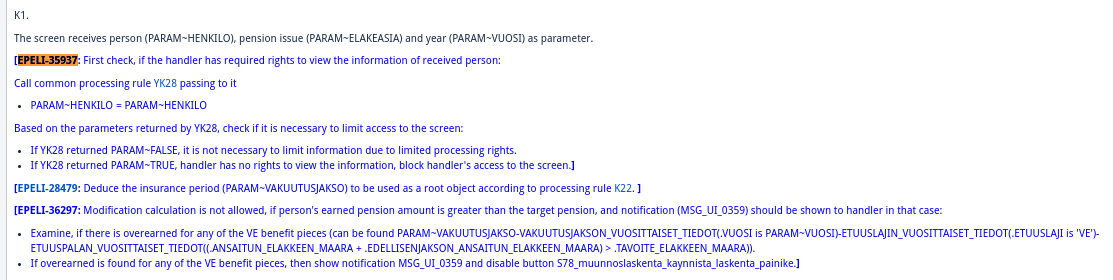 K1.
The screen receives person (PARAM~HENKILO), pension issue (PARAM~ELAKEASIA) and year (PARAM~VUOSI) as parameter.
[EPELI-35937: First check, if the handler has required rights to view the information of received person:
Call common processing rule YK28 passing to it
• PARAM~HENKILO = PARAM~HENKILO
Based on the parameters returned by YK28, check if it is necessary to limit access to the screen:
• If YK28 returned PARAM~FALSE, it is not necessary to limit information due to limited processing rights.
• If YK28 returned PARAM~TRUE, handler has no rights to view the information, block handler's access to the screen.]
[EPELI-28479: Deduce the insurance period (PARAM~VAKUUTUSJAKSO) to be used as a root object according to processing rule K22. ]
[EPELI-36297: Modification calculation is not allowed, if person's earned pension amount is greater than the target pension, and notification (MSG_UI_0359) should be shown to handler in that case:
• Examine, if there is overearned for any of the VE benefit pieces (can be found PARAM~VAKUUTUSJAKSO-VAKUUTUSJAKSON_VUOSITTAISET_TIEDOT(.VUOSI is PARAM~VUOSI)-ETUUSLAJIN_VUOSITTAISET_TIEDOT(.ETUUSLAJI is 'VE')-
ETUUSPALAN_VUOSITTAISET_TIEDOT((.ANSAITUN_ELAKKEEN_MAARA + .EDELLISENJAKSON_ANSAITUN_ELAKKEEN_MAARA) > .TAVOITE_ELAKKEEN_MAARA)).
• If overearned is found for any of the VE benefit pieces, then show notification MSG_UI_0359 and disable button S78_muunnoslaskenta_kaynnista_laskenta_painike.]